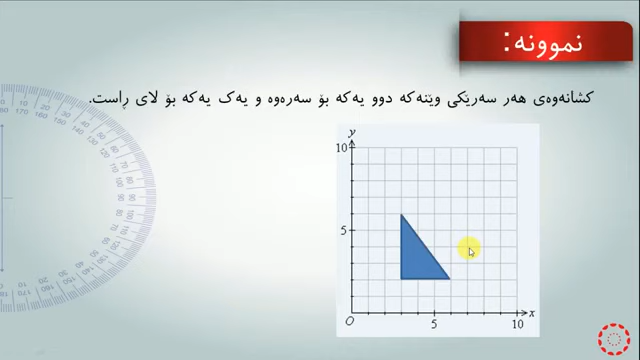 نموونە:
کشانەوەی هەر سەرێکی وێنەکە دوو یەکە بۆ سەرەوە و یەک یەکە بۆ لای ڕاست.
y
10
5
O
5
10
x